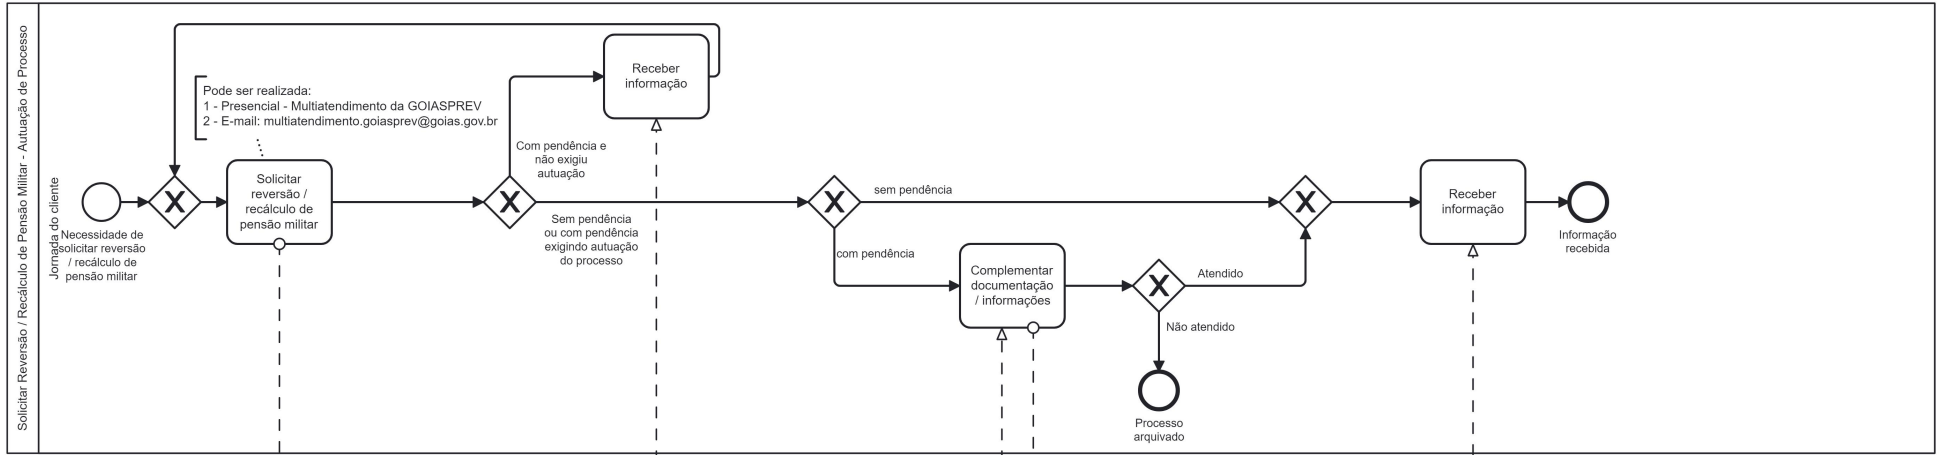 Solicitar Reversão / Recálculo de Pensão Militar - Autuação de Processo
Jornada do cliente
Necessidade de
solicitar reversão
/ recálculo de
pensão militar
X
Pode ser realizada:
1 - Presencial - Multiatendimento da GOIASPREV
2 - E-mail: multiatendimento.goiasprev@goias.gov.br
Solicitar
reversão /
recálculo de
pensão militar
X
Com pendência e
não exigiu
autuação
Receber
informação
Sem pendência
ou com pendência
exigindo autuação
do processo
X
sem pendência
com pendência
Complementar
documentação
/ informações
X
Atendido
Não atendido
Processo
arquivado
X
Receber
informação
Informação
recebida